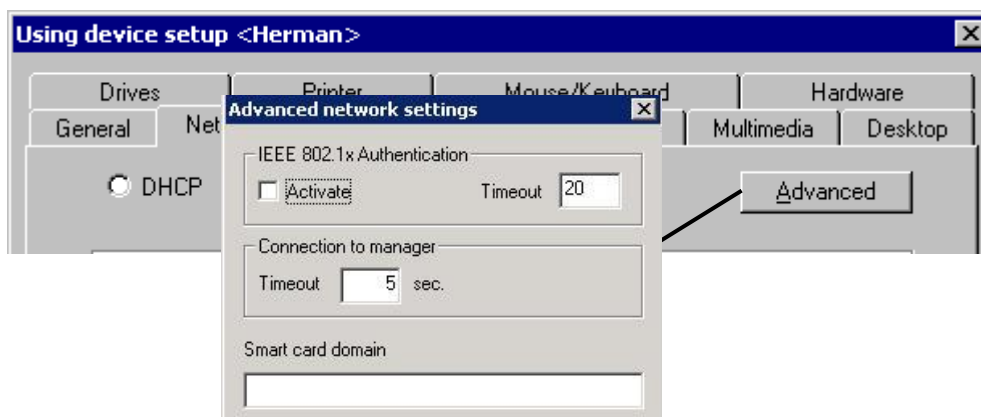 Using device setup <Herman>
Drives Printer Mouse/Keyboard Hardware
General Net Multimedia Desktop
Advanced network settings
IEEE 802.1x Authentication
DHCP
Activate Timeout 20
Advanced
Connection to manager
Timeout 5 sec.
Smart card domain